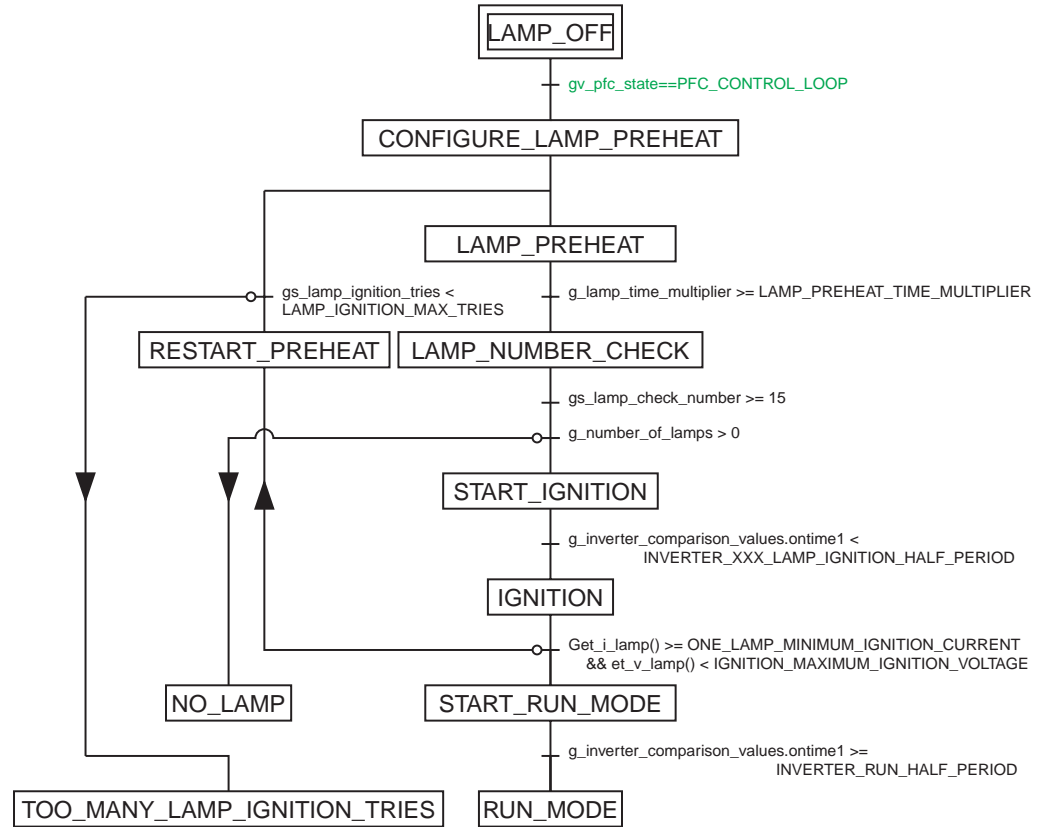 LAMP_OFF
gv_pfc_state==PFC_CONTROL_LOOP
CONFIGURE_LAMP_PREHEAT
LAMP_PREHEAT
gs_lamp_ignition_tries <
LAMP_IGNITION_MAX_TRIES
g_lamp_time_multiplier >= LAMP_PREHEAT_TIME_MULTIPLIER
RESTART_PREHEAT
LAMP_NUMBER_CHECK
gs_lamp_check_number >= 15
g_number_of_lamps > 0
START_IGNITION
g_inverter_comparison_values.ontime1 <
INVERTER_XXX_LAMP_IGNITION_HALF_PERIOD)
IGNITION
Get_i_lamp() >= ONE_LAMP_MINIMUM_IGNITION_CURRENT
&& et_v_lamp() < IGNITION_MAXIMUM_IGNITION_VOLTAGE
NO_LAMP
START_RUN_MODE
g_inverter_comparison_values.ontime1 >=
INVERTER_RUN_HALF_PERIOD)
TOO_MANY_LAMP_IGNITION_TRIES
RUN_MODE